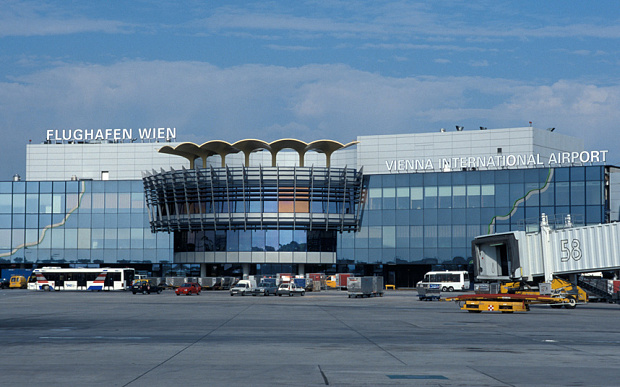 FLUGHAFEN WIEN
VIENNA INTERNATIONAL AIRPORT
58